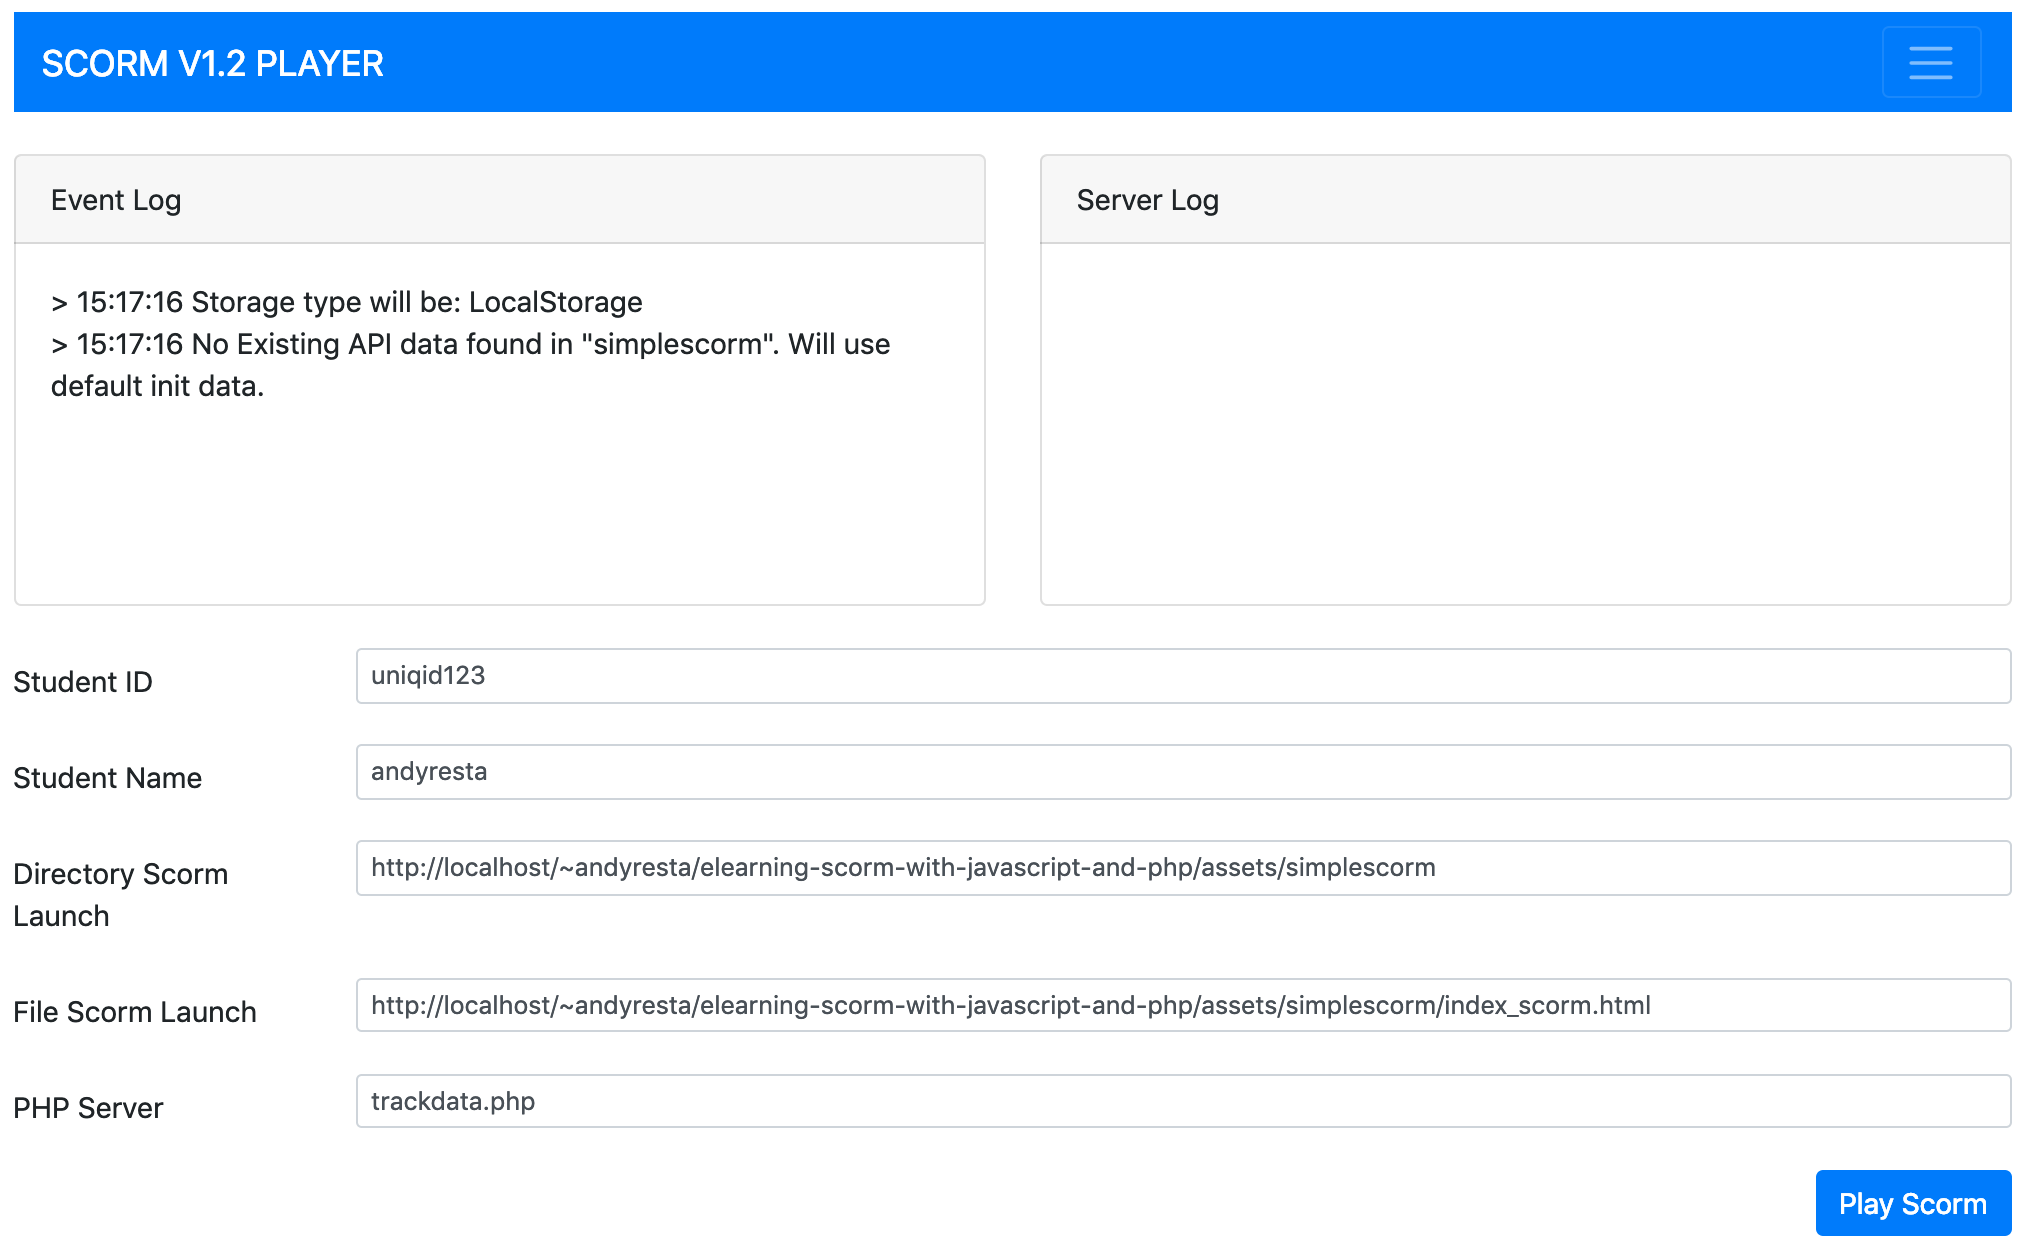 SCORM V1.2 PLAYER
Event Log
> 15:17:16 Storage type will be: LocalStorage
> 15:17:16 No Existing API data found in "simplescorm". Will use
default init data.
Server Log
Student ID
uniqid123
Student Name
andyresta
Directory Scorm
Launch
http://localhost/~andyresta/elearning-scorm-with-javascript-and-php/assets/simplescorm
File Scorm Launch
http://localhost/~andyresta/elearning-scorm-with-javascript-and-php/assets/simplescorm/index_scorm.html
PHP Server
trackdata.php
Play Scorm